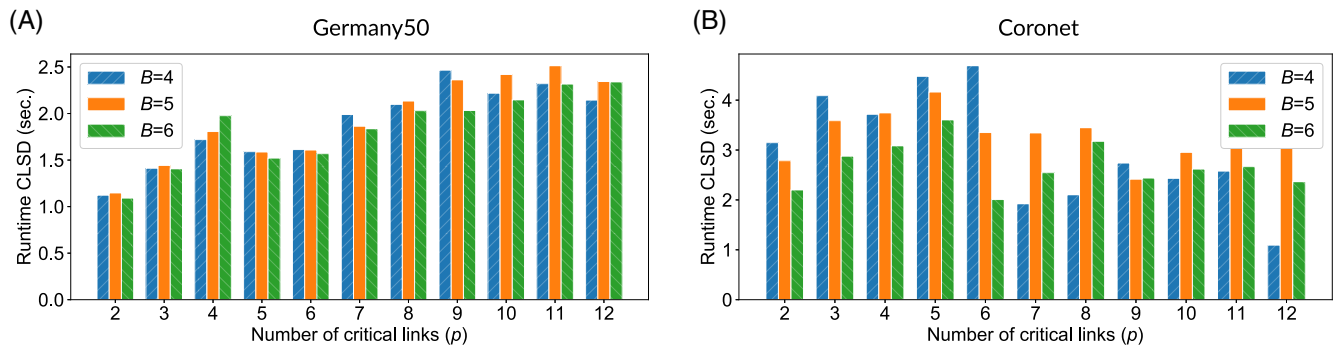 (A)
Germany50
Runtime CLSD (sec.)
2.5
2.0
1.5
1.0
0.5
0.0
B=4
B=5
B=6
2 3 4 5 6 7 8 9 10 11 12
Number of critical links (p)
(B)
Coronet
Runtime CLSD (sec.)
4
3
2
1
0
B=4
B=5
B=6
2 3 4 5 6 7 8 9 10 11 12
Number of critical links (p)